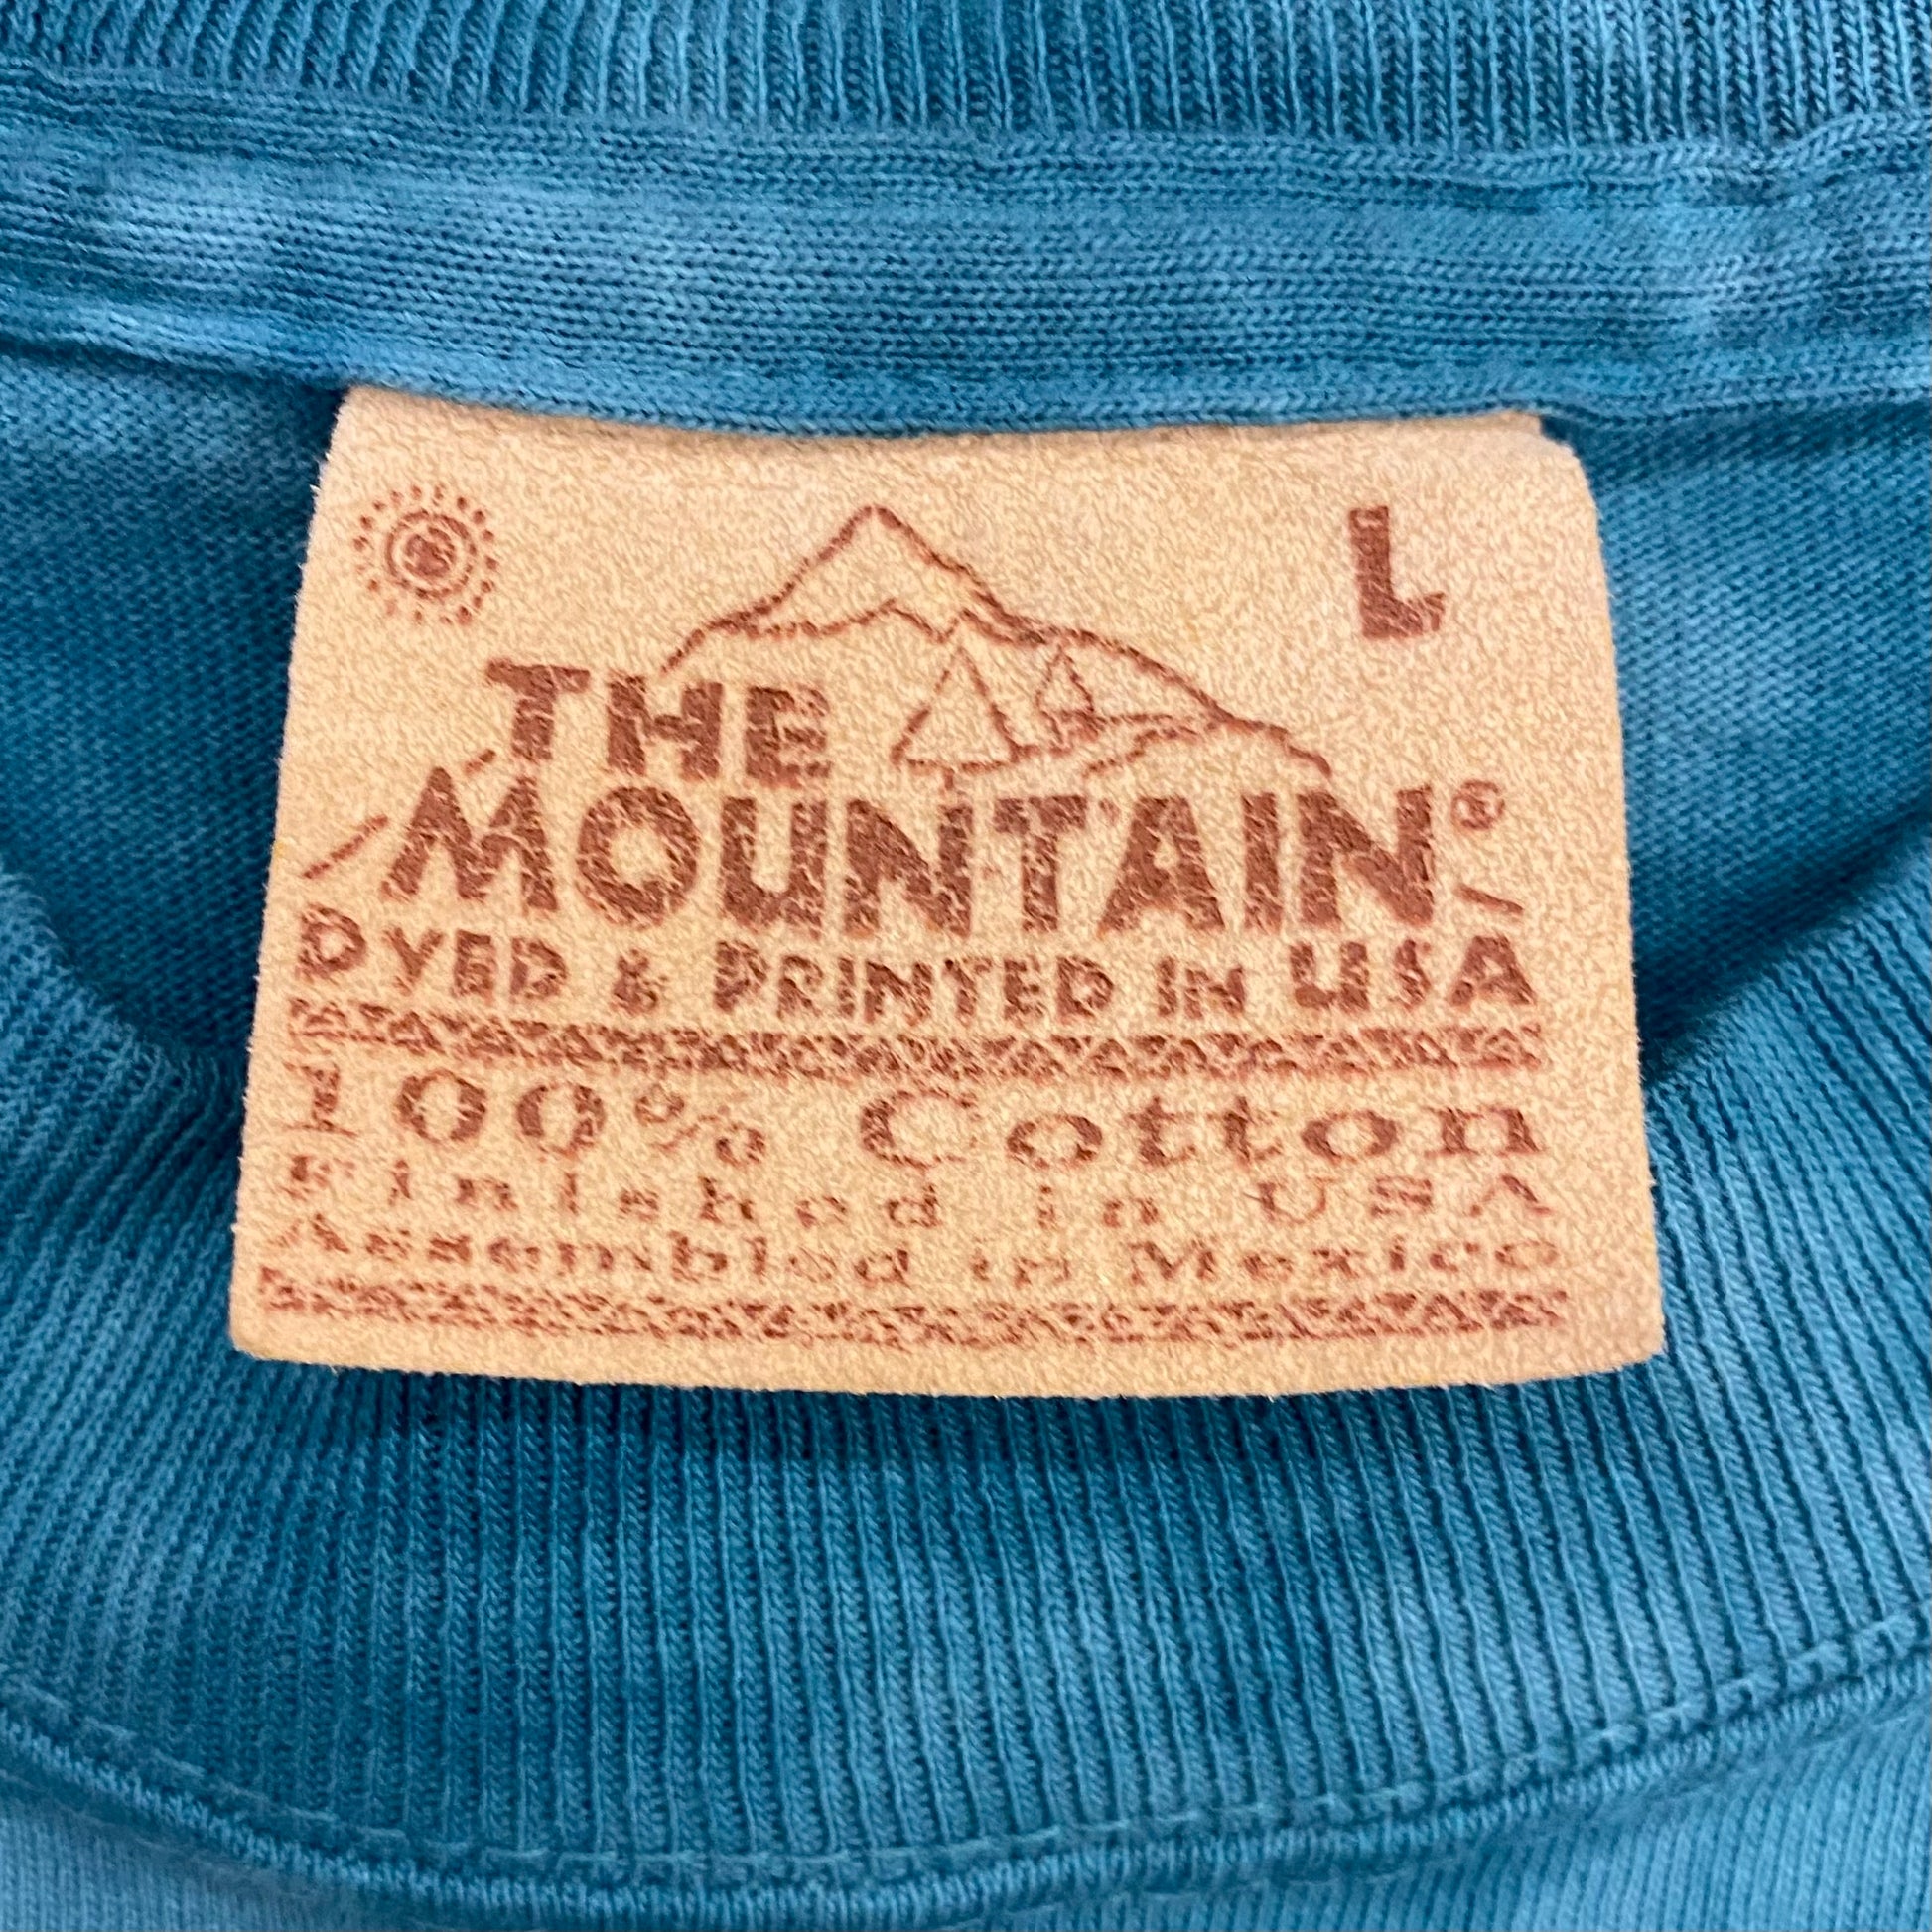 L
THE
MOUNTAIN®
DYED & PRINTED IN USA
100% Cotton
Finished in USA
Assembled in Mexico